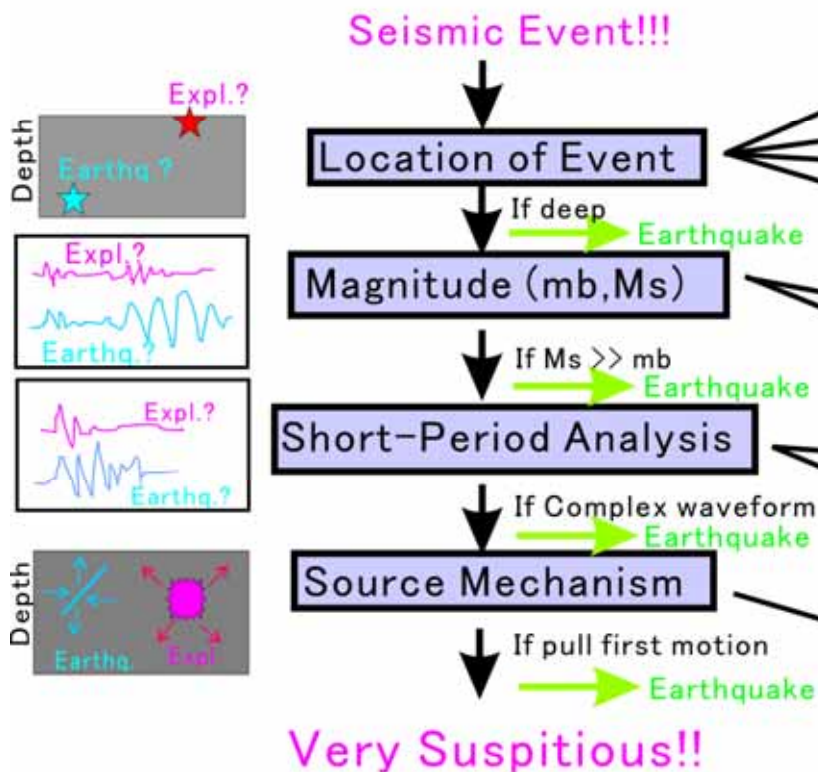 Seismic Event!!!
Expl.?
Depth
Earthq.?
Location of Event
If deep
Earthquake
Expl.?
Earthq.?
Magnitude (mb,Ms)
If Ms >> mb
Earthquake
Expl.?
Earthq.?
Short-Period Analysis
If Complex waveform
Earthquake
Depth
Earthq.
Expl
Source Mechanism
If pull first motion
Earthquake
Very Suspitious!!